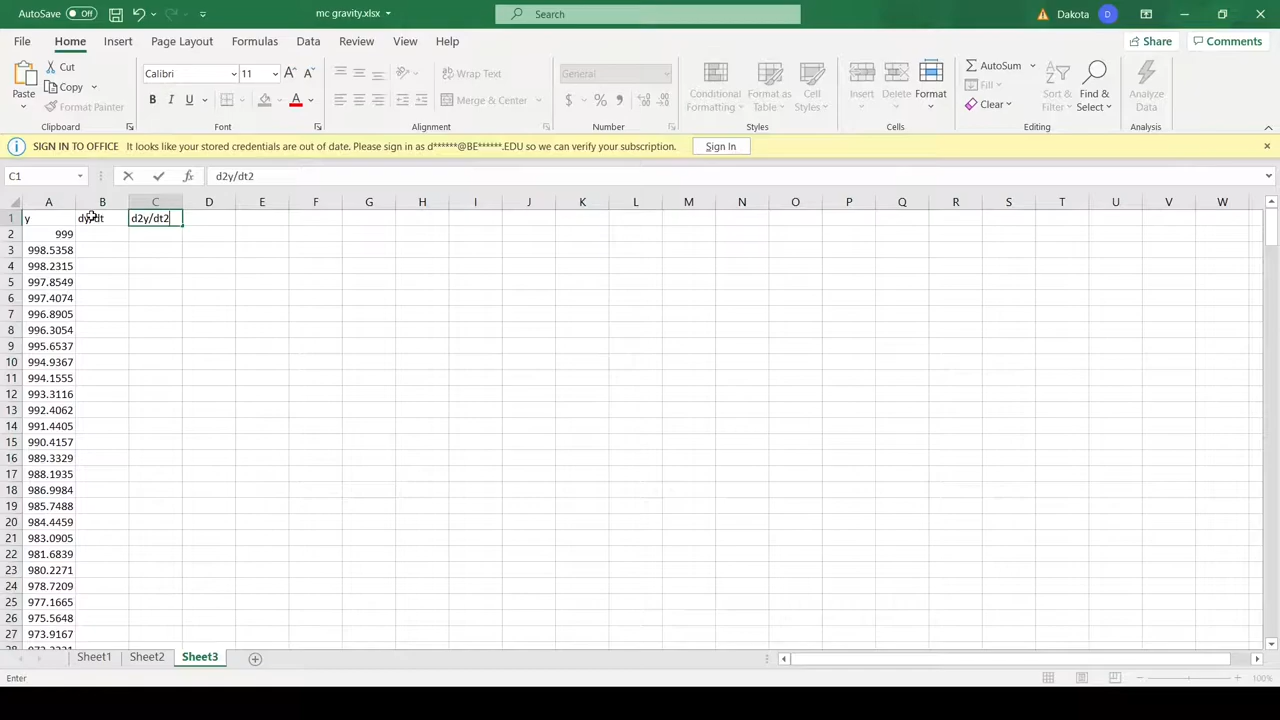 AutoSave Off mc gravity.xlsx Search Dakota D
File Home Insert Page Layout Formulas Data Review View Help Share Comments
Paste Cut Copy Format Painter Clipboard
Calibri 11 A A B I U A Font
Wrap Text Merge & Center Alignment
General $ % Number
Conditional Formatting Format as Table Cell Styles Styles
Insert Delete Format Cells
AutoSum Fill Clear Sort & Filter Find & Select Editing
Analyze Data Analysis
SIGN IN TO OFFICE It looks like your stored credentials are out of date. Please sign in as d******@BE******.EDU so we can verify your subscription. Sign In
C1 fx d2y/dt2
A B C D E F G H I J K L M N O P Q R S T U V W
1 y dy/dt d2y/dt2
2 999
3 998.5358
4 998.2315
5 997.8549
6 997.4074
7 996.8905
8 996.3054
9 995.6537
10 994.9367
11 994.1555
12 993.3116
13 992.4062
14 991.4405
15 990.4157
16 989.3329
17 988.1935
18 986.9984
19 985.7488
20 984.4459
21 983.0905
22 981.6839
23 980.2271
24 978.7209
25 977.1665
26 975.5648
27 973.9167
Sheet1 Sheet2 Sheet3
Enter 100%